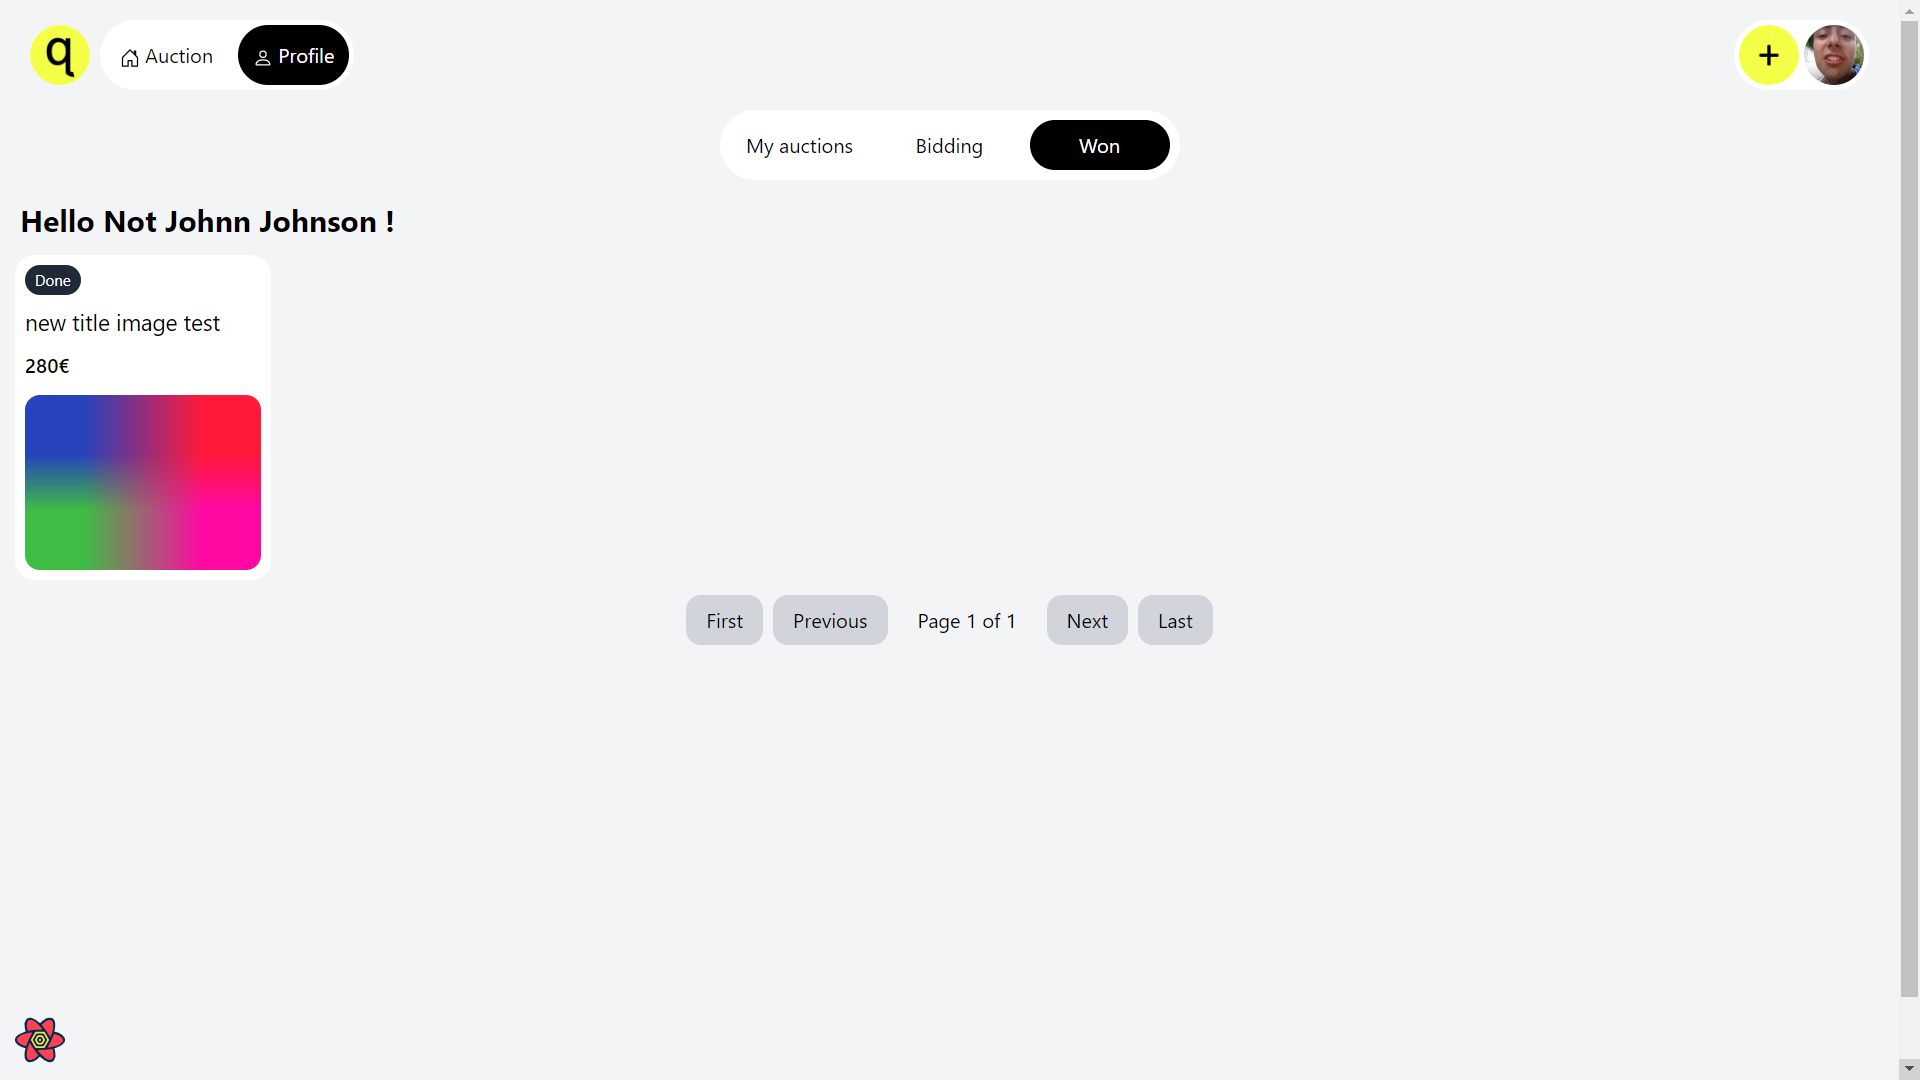 q
Auction
Profile
+
My auctions
Bidding
Won
Hello Not Johnn Johnson !
Done
new title image test
280€
First
Previous
Page 1 of 1
Next
Last